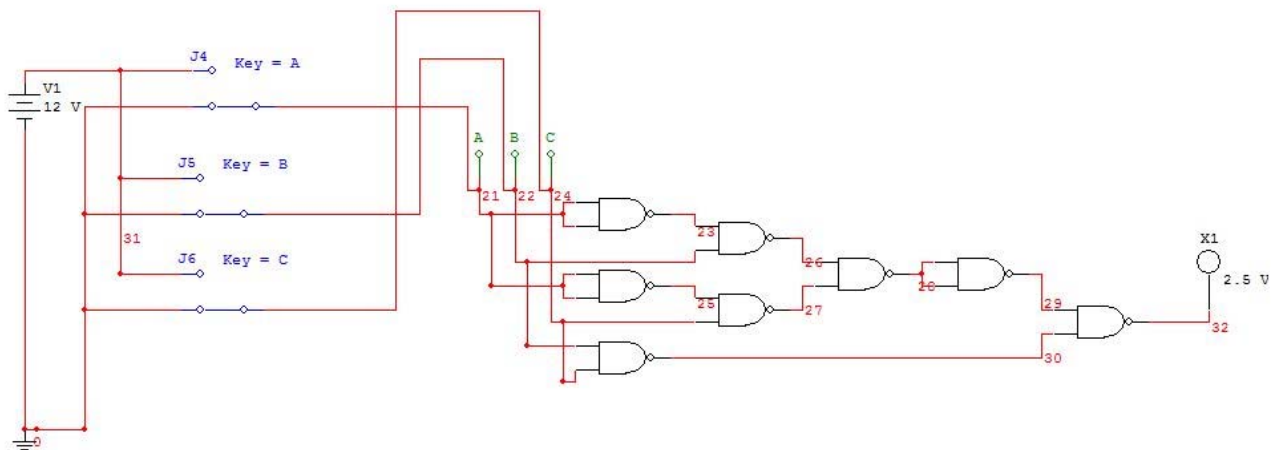 J4 Key = A
V1
12 V
A B C
J5 Key = B
21 22 24
23
31
26
X1
J6 Key = C
2.5 V
25 27 28 29
32
30
0